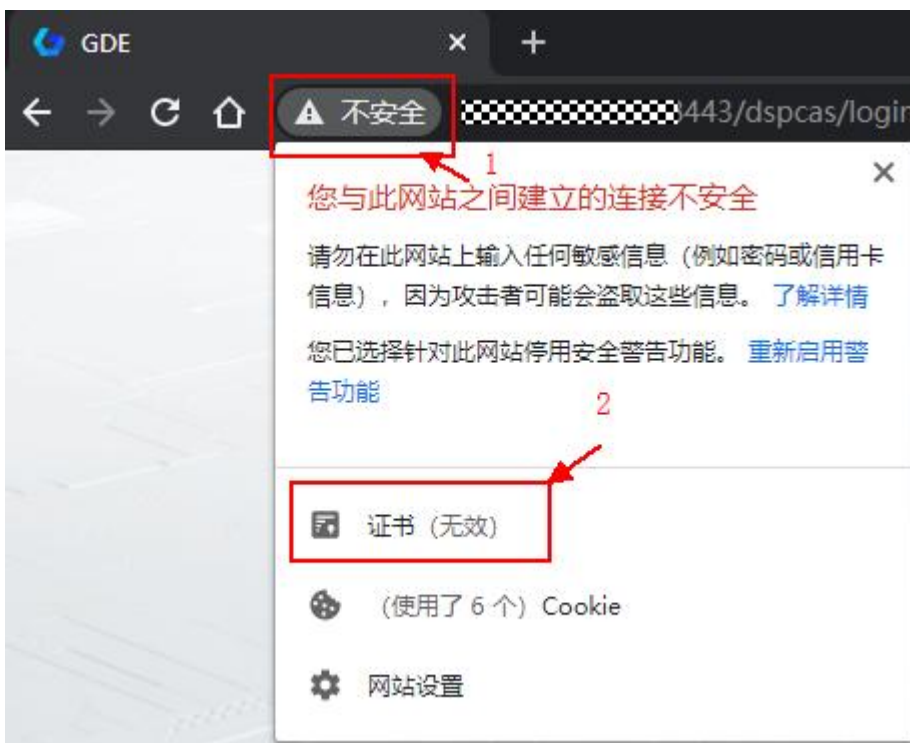 GDE
不安全
443/dspcas/login
1
您与此网站之间建立的连接不安全
请勿在此网站上输入任何敏感信息（例如密码或信用卡
信息），因为攻击者可能会盗取这些信息。 了解详情
您已选择针对此网站停用安全警告功能。 重新启用警
告功能
2
证书（无效）
（使用了 6 个）Cookie
网站设置